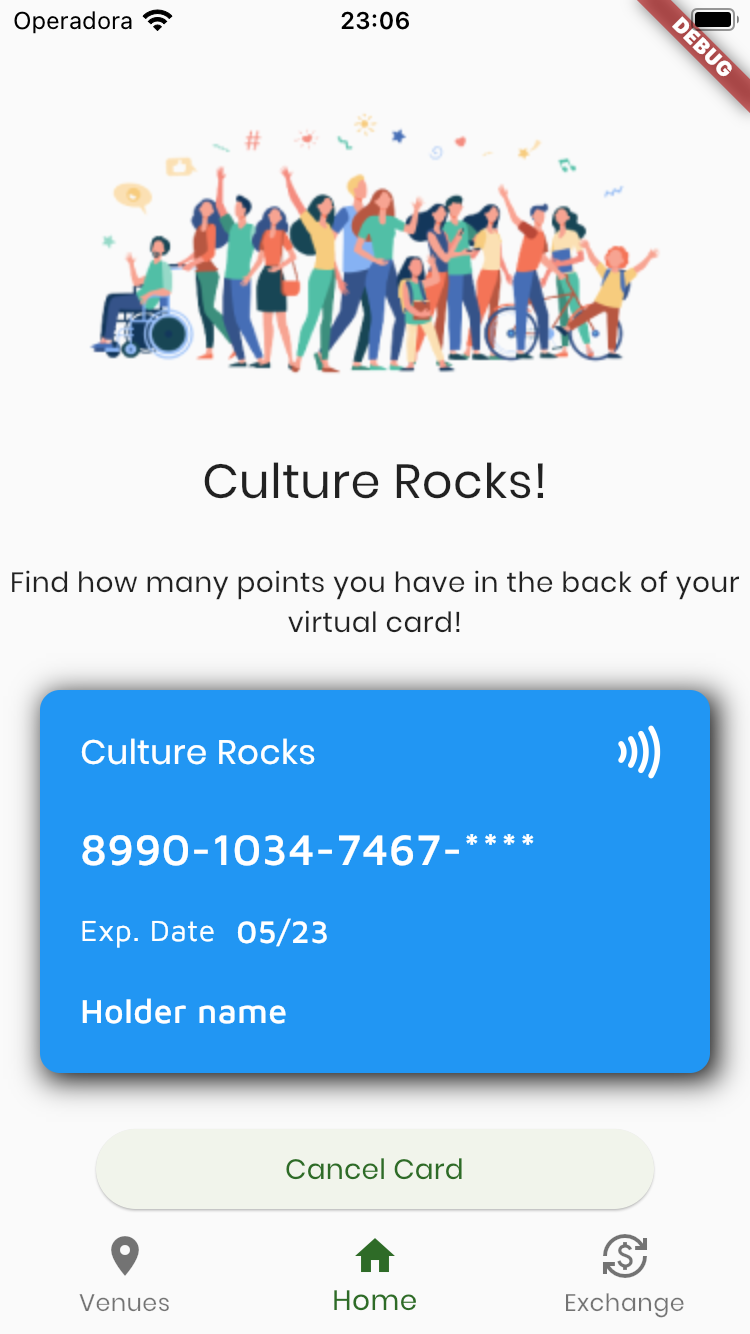 Operadora 23:06
DEBUG
#
Culture Rocks!
Find how many points you have in the back of your
virtual card!
Culture Rocks
8990-1034-7467-****
Exp. Date 05/23
Holder name
Cancel Card
$
Venues Home Exchange